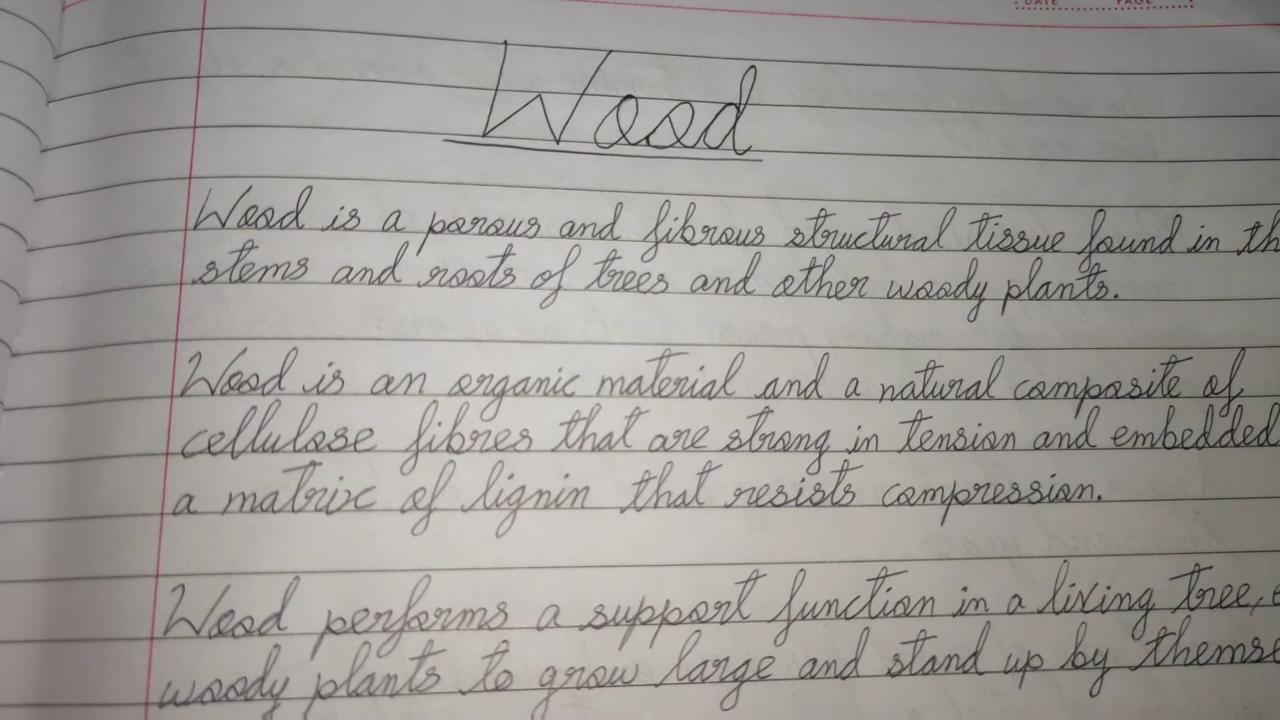 DATE PAGE
Wood
Wood is a porous and fibrous structural tissue found in th
stems and roots of trees and other woody plants.
Wood is an organic material and a natural composite of
cellulose fibres that are strong in tension and embedded
a matrix of lignin that resists compression.
Wood performs a support function in a living tree,
woody plants to grow large and stand up by themse